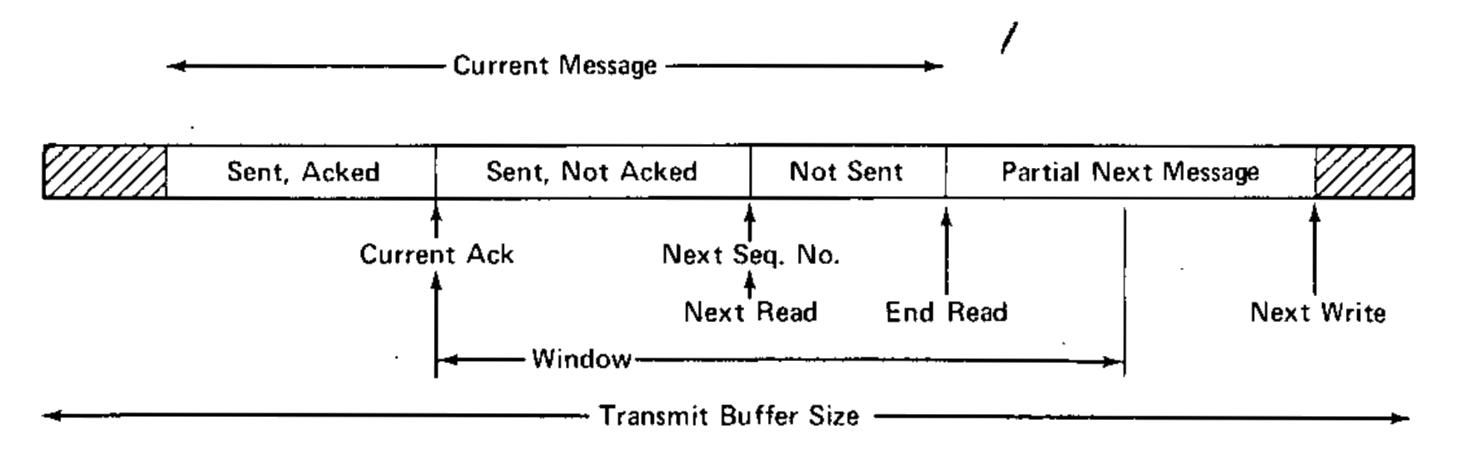 Current Message
Sent, Acked Sent, Not Acked Not Sent Partial Next Message
Current Ack Next Seq. No.
Next Read End Read Next Write
Window
Transmit Buffer Size